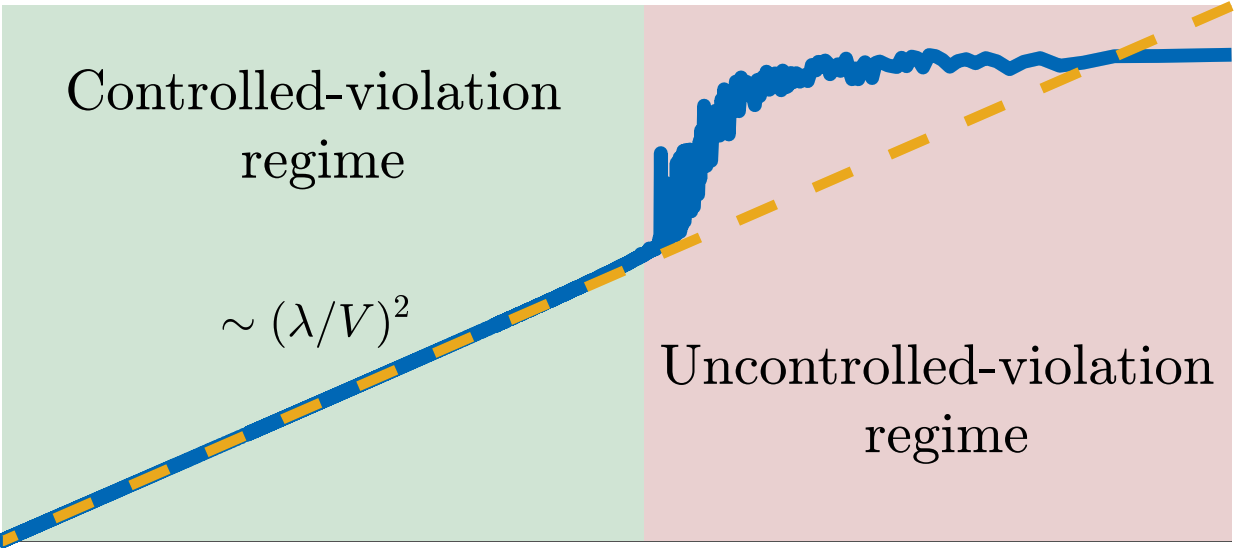 Controlled-violation
regime
∼ (λ/V)²
Uncontrolled-violation
regime